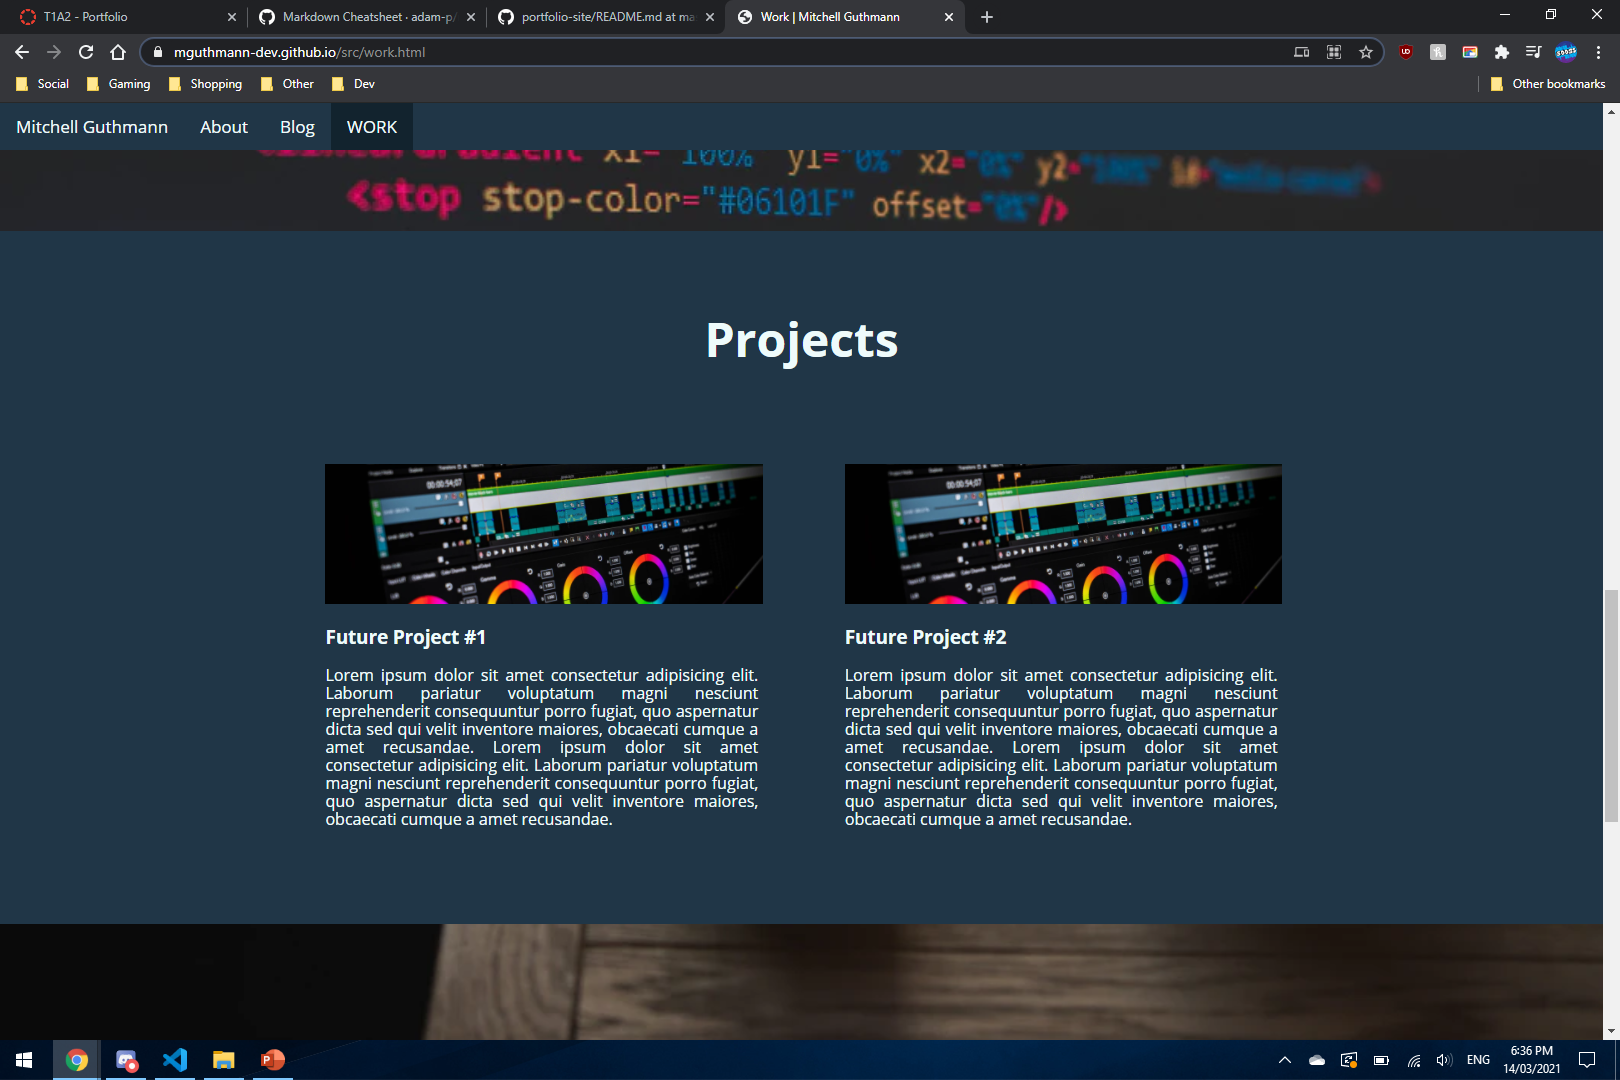 T1A2 - Portfolio
Markdown Cheatsheet · adam-p/
portfolio-site/README.md at ma
Work | Mitchell Guthmann
mguthmann-dev.github.io/src/work.html
Social
Gaming
Shopping
Other
Dev
Other bookmarks
Mitchell Guthmann
About
Blog
WORK
x1="100%" y1="0%" x2="0%" y2="100%"
<stop stop-color="#06101F" offset="0%"/>
Projects
00:00:54;07
Future Project #1
Lorem ipsum dolor sit amet consectetur adipisicing elit.
Laborum pariatur voluptatum magni nesciunt
reprehenderit consequuntur porro fugiat, quo aspernatur
dicta sed qui velit inventore maiores, obcaecati cumque a
amet recusandae. Lorem ipsum dolor sit amet
consectetur adipisicing elit. Laborum pariatur voluptatum
magni nesciunt reprehenderit consequuntur porro fugiat,
quo aspernatur dicta sed qui velit inventore maiores,
obcaecati cumque a amet recusandae.
00:00:54;07
Future Project #2
Lorem ipsum dolor sit amet consectetur adipisicing elit.
Laborum pariatur voluptatum magni nesciunt
reprehenderit consequuntur porro fugiat, quo aspernatur
dicta sed qui velit inventore maiores, obcaecati cumque a
amet recusandae. Lorem ipsum dolor sit amet
consectetur adipisicing elit. Laborum pariatur voluptatum
magni nesciunt reprehenderit consequuntur porro fugiat,
quo aspernatur dicta sed qui velit inventore maiores,
obcaecati cumque a amet recusandae.
ENG
6:36 PM
14/03/2021